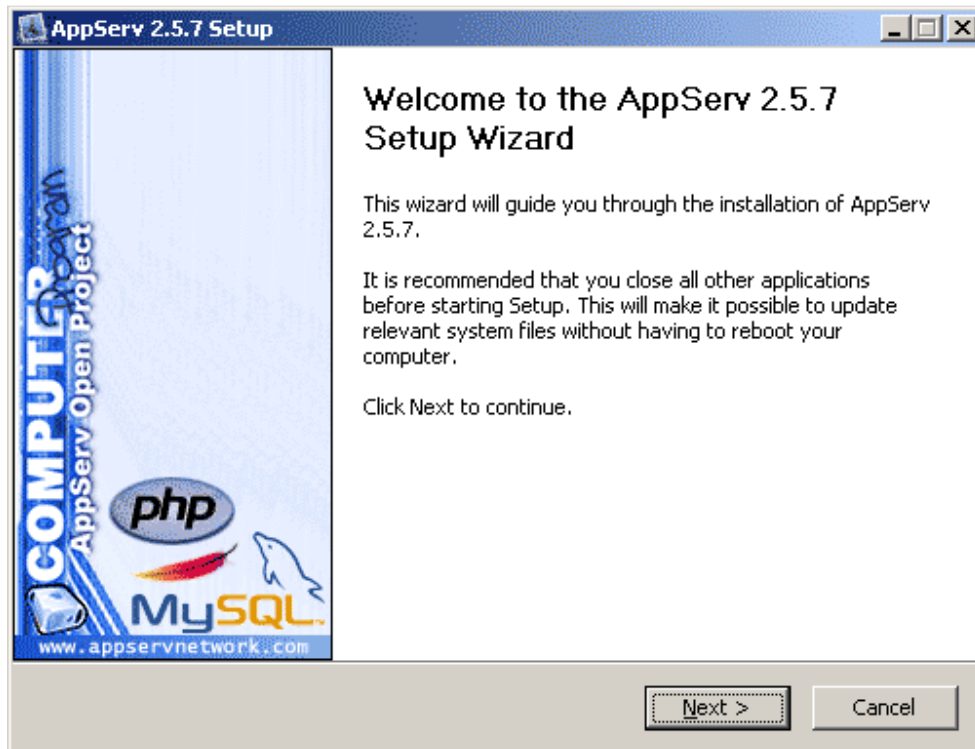 AppServ 2.5.7 Setup
Welcome to the AppServ 2.5.7
Setup Wizard
This wizard will guide you through the installation of AppServ
2.5.7.
It is recommended that you close all other applications
before starting Setup. This will make it possible to update
relevant system files without having to reboot your
computer.
Click Next to continue.
COMPUTER
Program
AppServ Open Project
php
MySQL
www.appservnetwork.com
Next >
Cancel